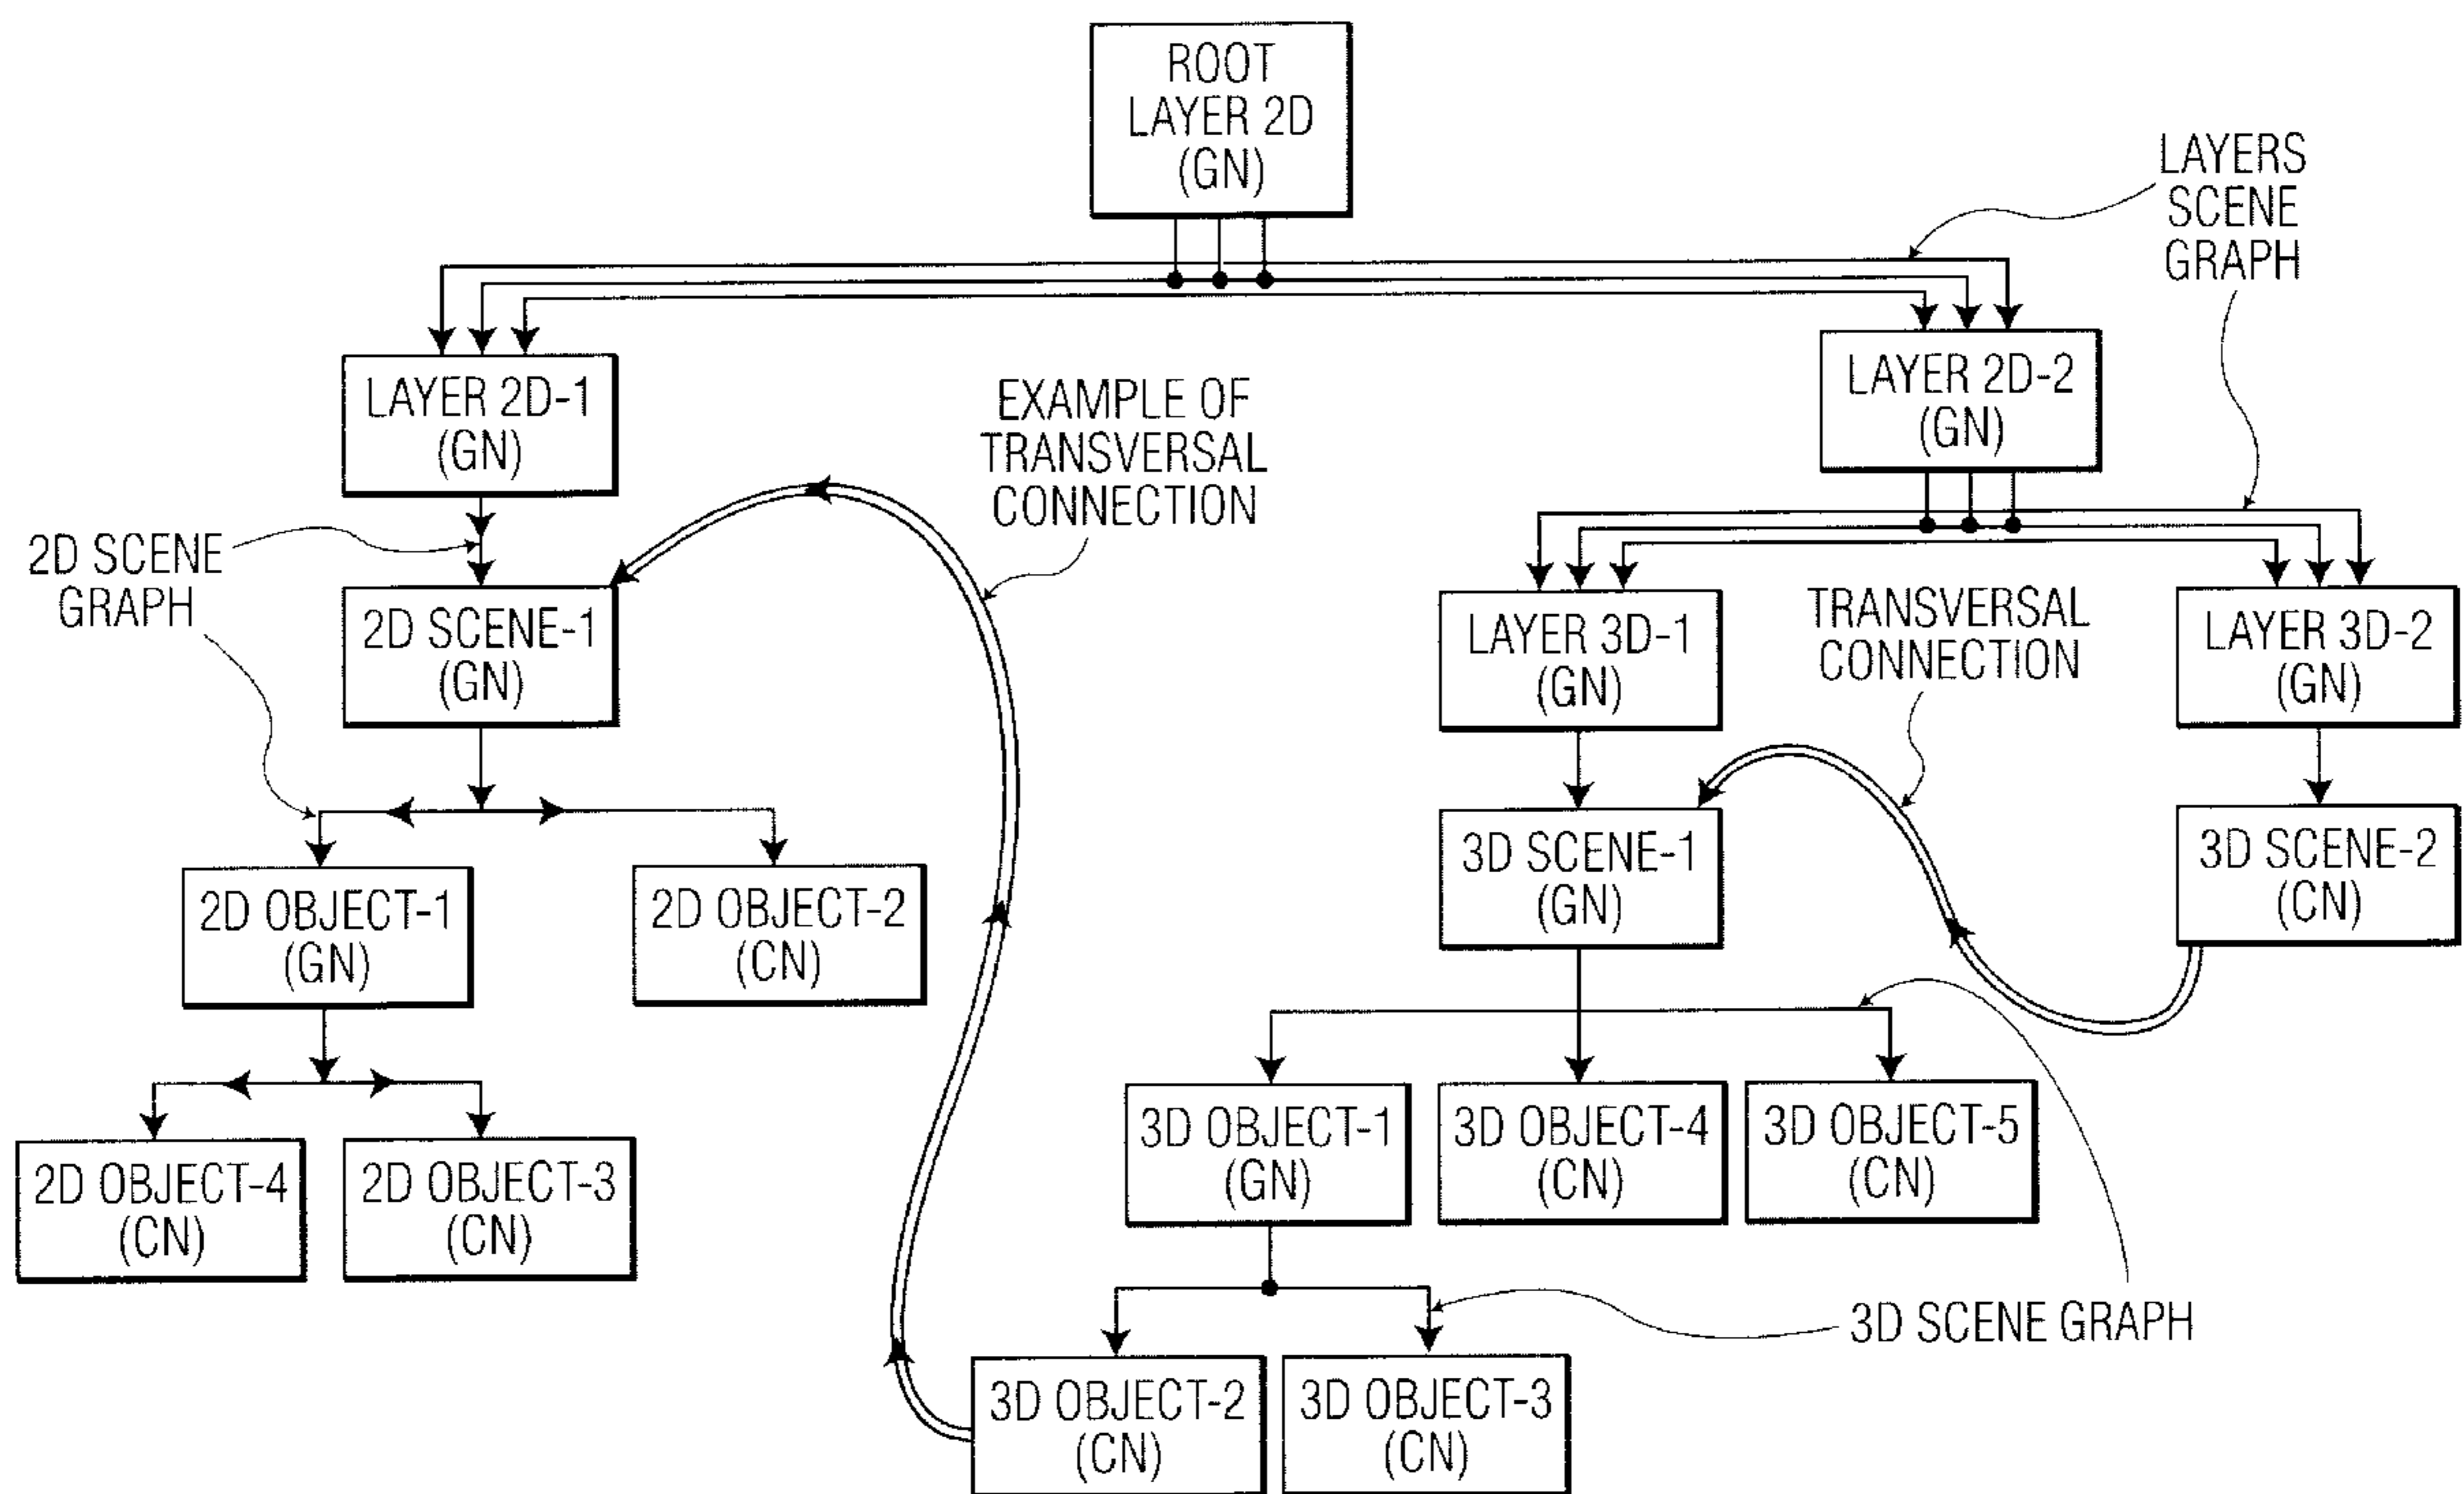 ROOT
LAYER 2D
(GN)
LAYERS
SCENE
GRAPH
LAYER 2D-1
(GN)
EXAMPLE OF
TRANSVERSAL
CONNECTION
LAYER 2D-2
(GN)
2D SCENE
GRAPH
2D SCENE-1
(GN)
LAYER 3D-1
(GN)
TRANSVERSAL
CONNECTION
LAYER 3D-2
(GN)
2D OBJECT-1
(GN)
2D OBJECT-2
(CN)
3D SCENE-1
(GN)
3D SCENE-2
(CN)
2D OBJECT-4
(CN)
2D OBJECT-3
(CN)
3D OBJECT-1
(GN)
3D OBJECT-4
(CN)
3D OBJECT-5
(CN)
3D SCENE GRAPH
3D OBJECT-2
(CN)
3D OBJECT-3
(CN)